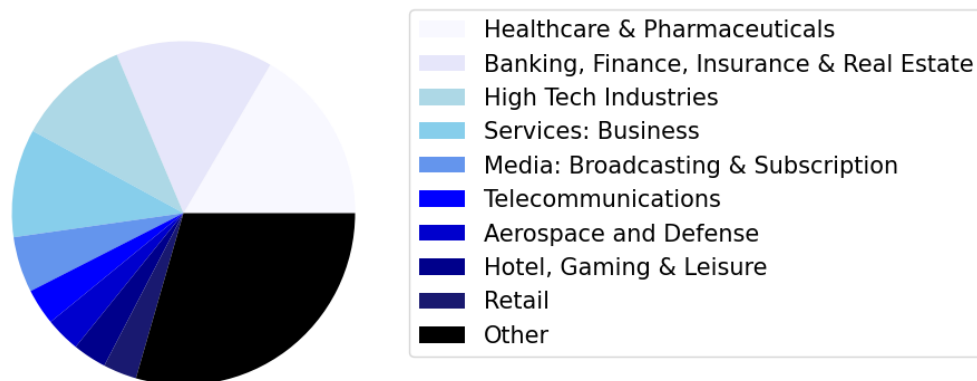 Healthcare & Pharmaceuticals
Banking, Finance, Insurance & Real Estate
High Tech Industries
Services: Business
Media: Broadcasting & Subscription
Telecommunications
Aerospace and Defense
Hotel, Gaming & Leisure
Retail
Other